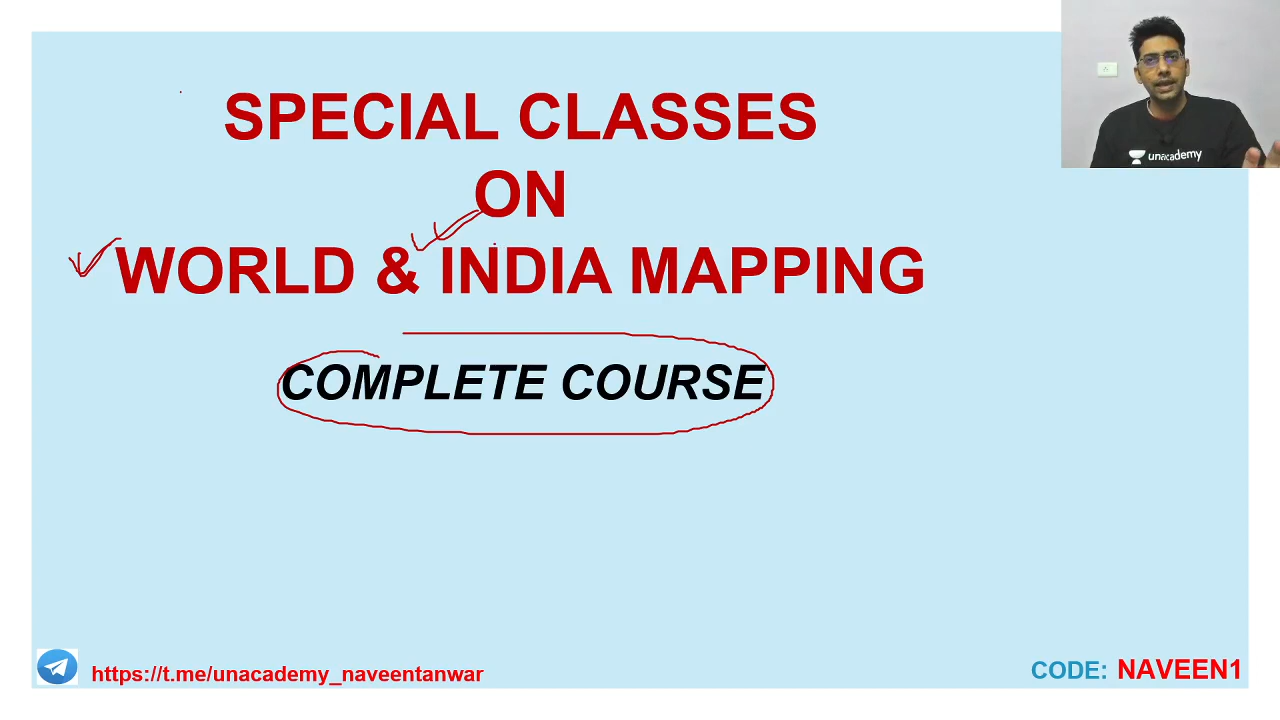 SPECIAL CLASSES
ON
WORLD & INDIA MAPPING
COMPLETE COURSE
unacademy
https://t.me/unacademy_naveentanwar
CODE: NAVEEN1